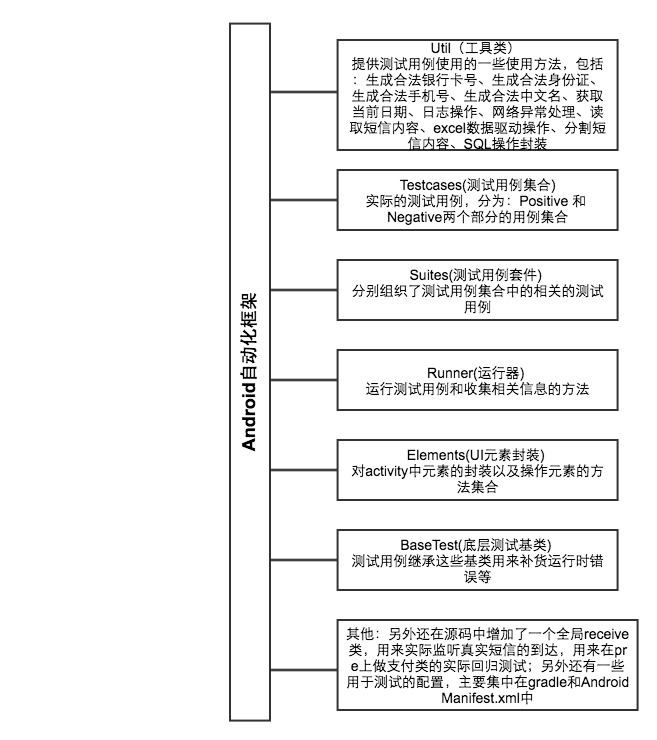 Android自动化框架
Util（工具类）
提供测试用例使用的一些使用方法，包括
：生成合法银行卡号、生成合法身份证、
生成合法手机号、生成合法中文名、获取
当前日期、日志操作、网络异常处理、读
取短信内容、excel数据驱动操作、分割短
信内容、SQL操作封装
Testcases(测试用例集合)
实际的测试用例，分为：Positive 和
Negative两个部分的用例集合
Suites(测试用例套件)
分别组织了测试用例集合中的相关的测试
用例
Runner(运行器)
运行测试用例和收集相关信息的方法
Elements(UI元素封装)
对activity中元素的封装以及操作元素的方
法集合
BaseTest(底层测试基类)
测试用例继承这些基类用来补货运行时错
误等
其他：另外还在源码中增加了一个全局receive
类，用来实际监听真实短信的到达，用来在pr
e上做支付类的实际回归测试；另外还有一些
用于测试的配置，主要集中在gradle和Android
Manifest.xml中